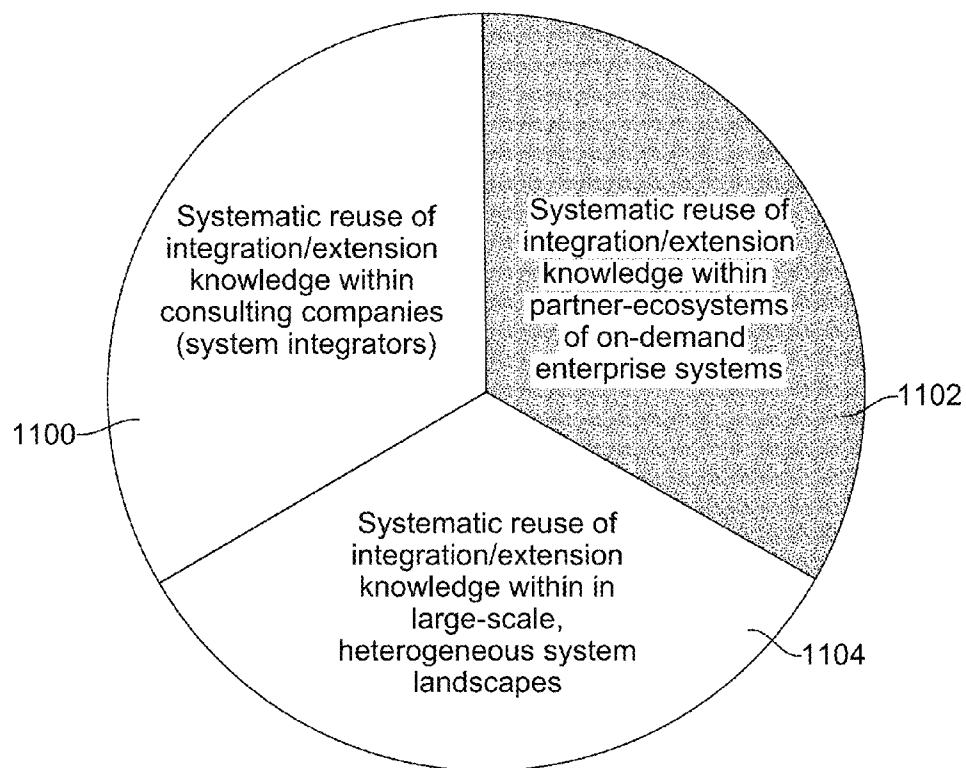 Systematic reuse of
integration/extension
knowledge within
consulting companies
(system integrators)
1100
Systematic reuse of
integration/extension
knowledge within
partner-ecosystems
of on-demand
enterprise systems
1102
Systematic reuse of
integration/extension
knowledge within in
large-scale,
heterogeneous system
landscapes
1104